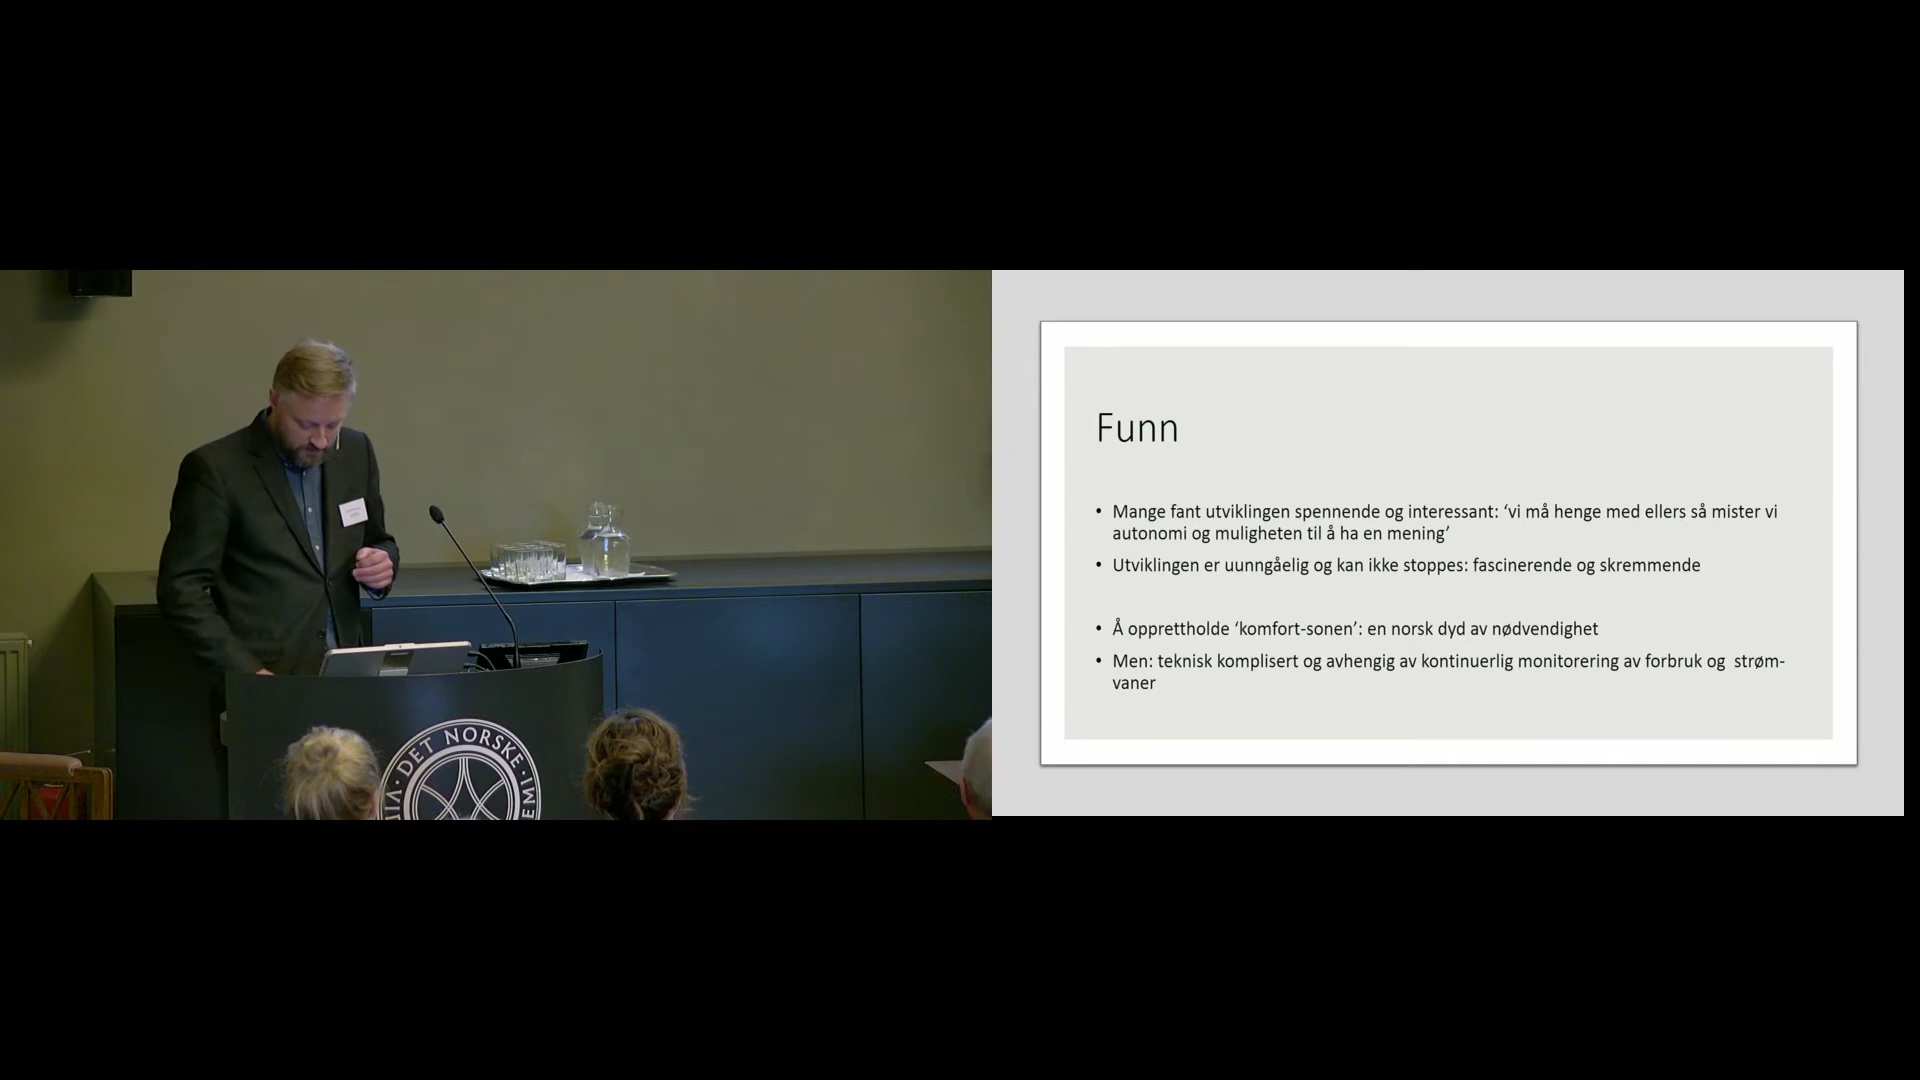 DET NORSKE
Funn
• Mange fant utviklingen spennende og interessant: ‘vi må henge med ellers så mister vi
autonomi og muligheten til å ha en mening’
• Utviklingen er uunngåelig og kan ikke stoppes: fascinerende og skremmende
• Å opprettholde ‘komfort-sonen’: en norsk dyd av nødvendighet
• Men: teknisk komplisert og avhengig av kontinuerlig monitorering av forbruk og strøm-
vaner